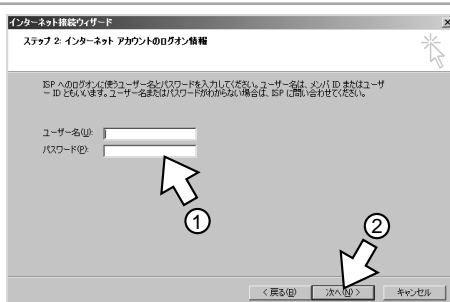 インターネット接続ウィザード
ステップ 2: インターネット アカウントのログオン情報
ISP へのログオンに使うユーザー名とパスワードを入力してください。ユーザー名は、メンバ ID またはユーザ
ー ID ともいいます。ユーザー名またはパスワードがわからない場合は、ISP に問い合わせてください。
ユーザー名(U):
パスワード(P):
①
②
< 戻る(B)
次へ(N) >
キャンセル